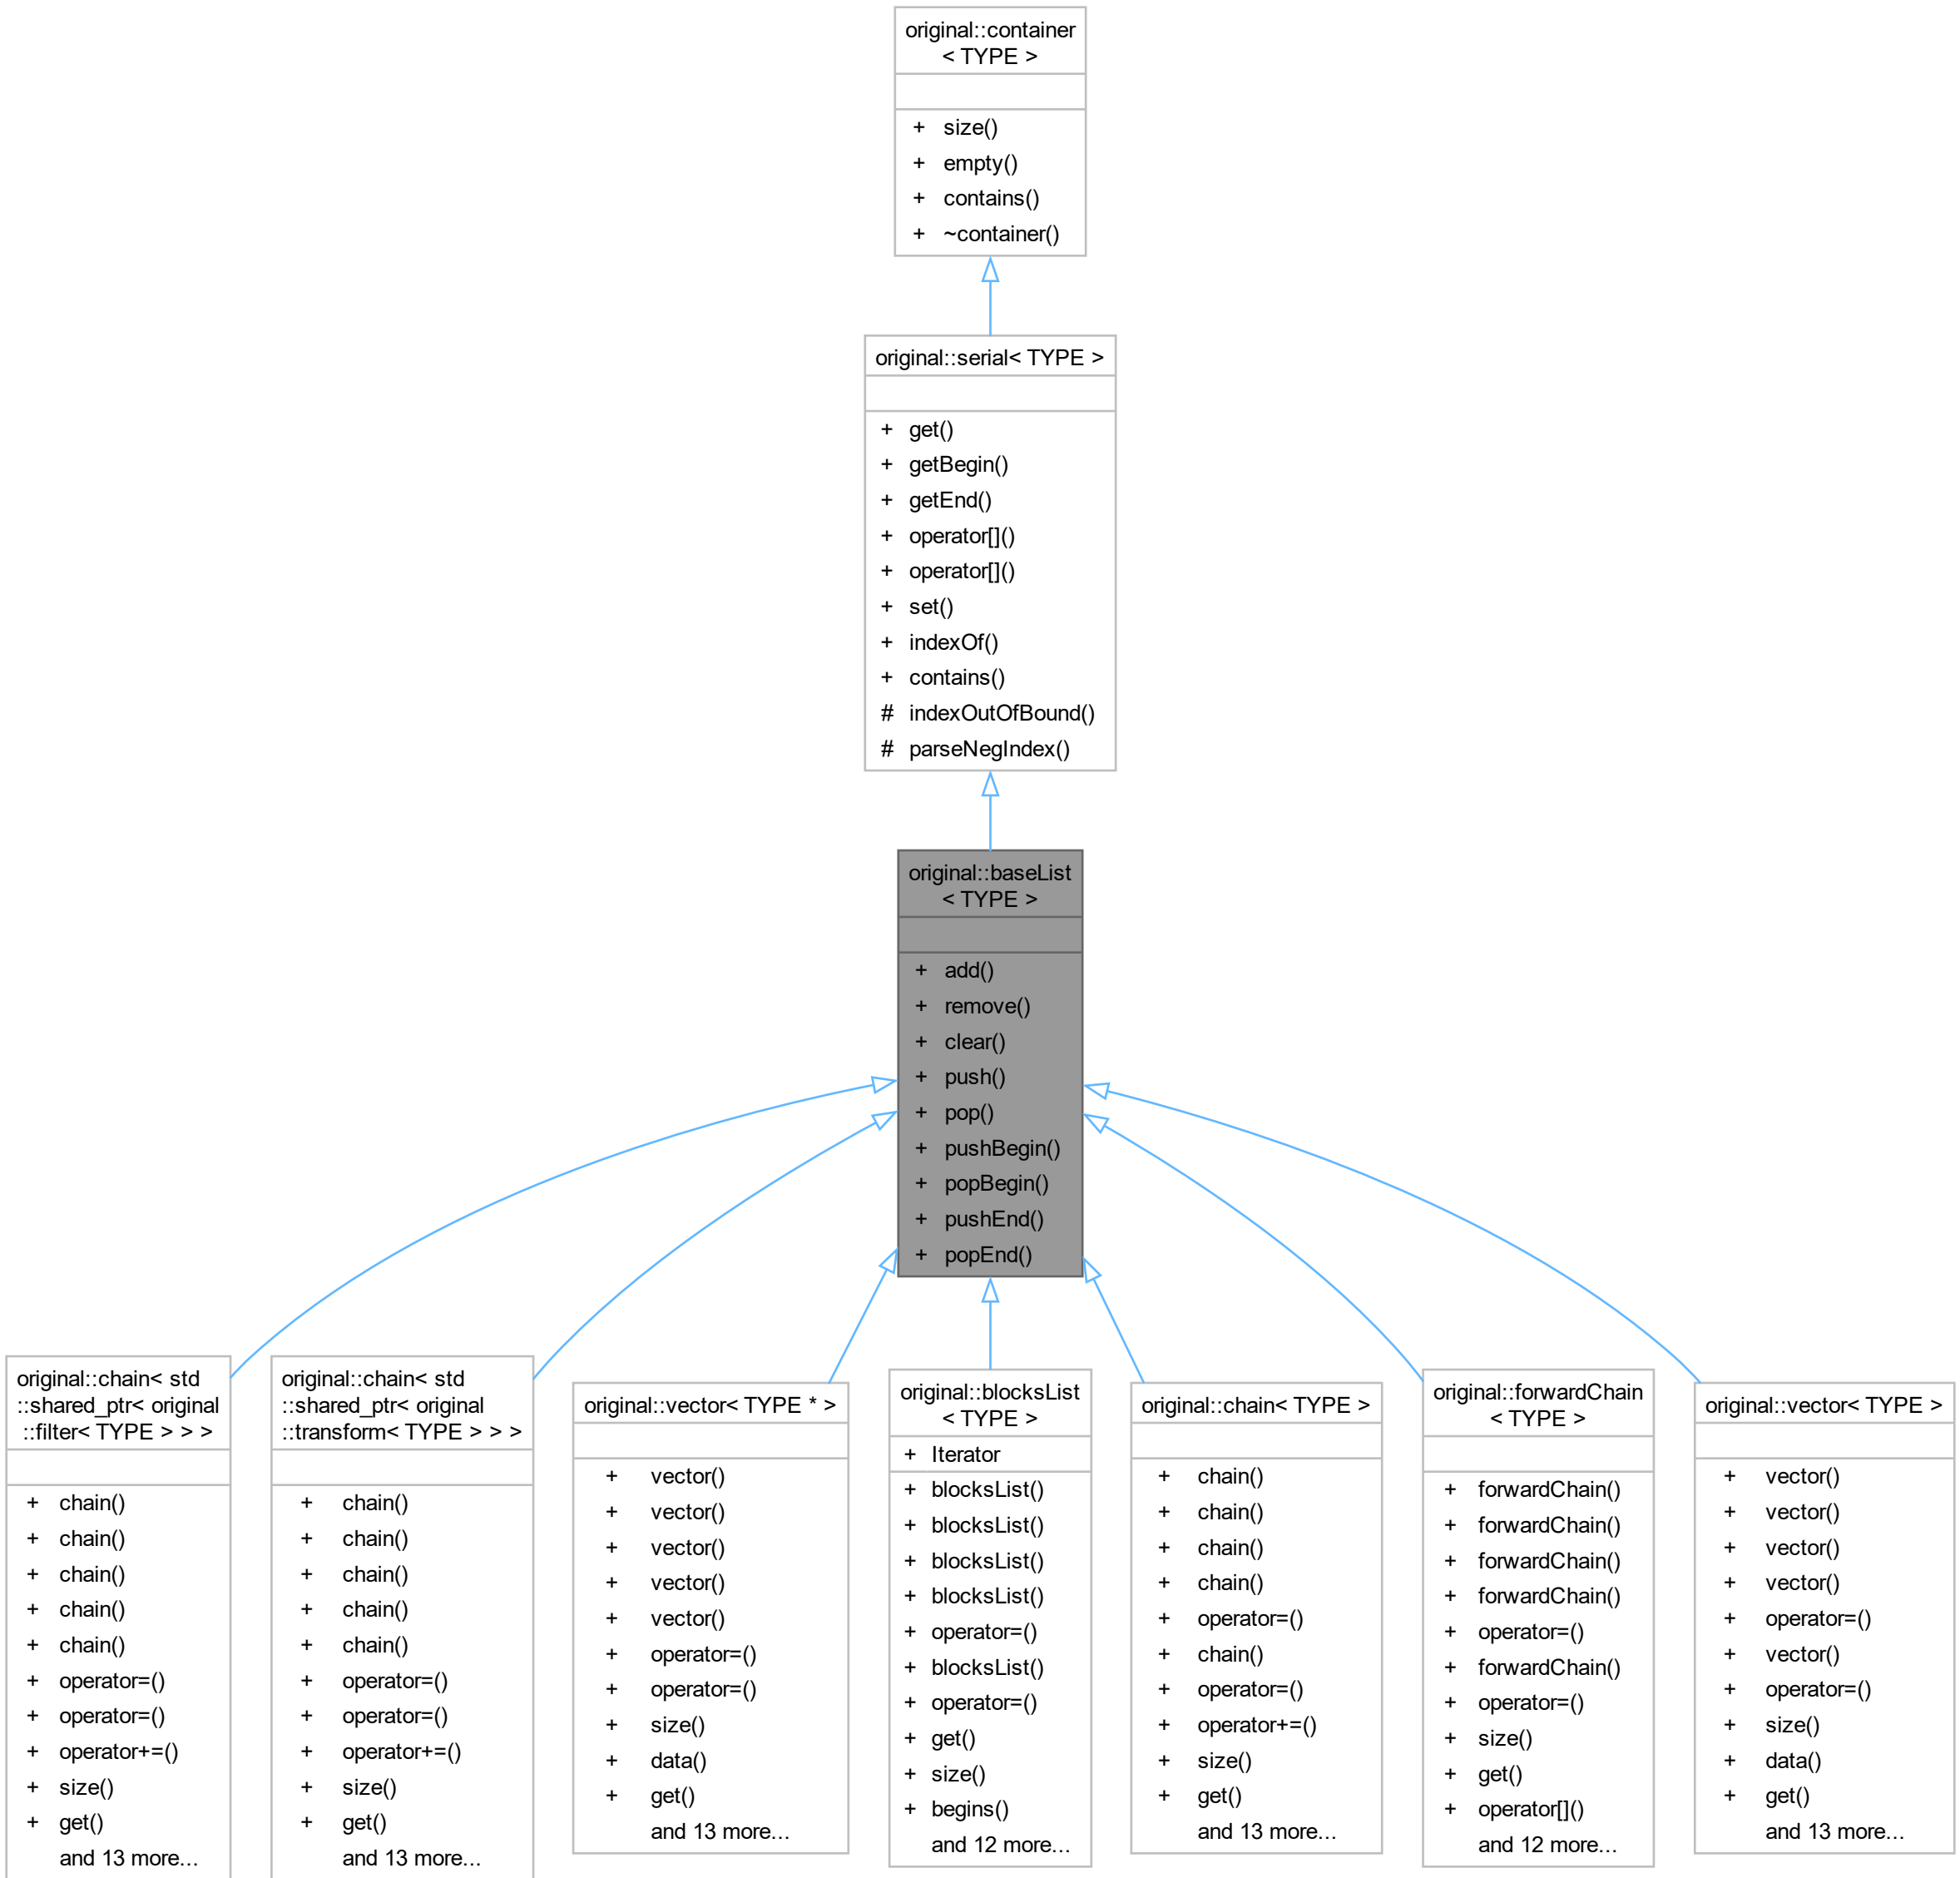 original::container
< TYPE >
+ size()
+ empty()
+ contains()
+ ~container()
original::serial< TYPE >
+ get()
+ getBegin()
+ getEnd()
+ operator[]()
+ operator[]()
+ set()
+ indexOf()
+ contains()
# indexOutOfBound()
# parseNegIndex()
original::baseList
< TYPE >
+ add()
+ remove()
+ clear()
+ push()
+ pop()
+ pushBegin()
+ popBegin()
+ pushEnd()
+ popEnd()
original::chain< std
::shared_ptr< original
::filter< TYPE > > >
+ chain()
+ chain()
+ chain()
+ chain()
+ chain()
+ operator=()
+ operator=()
+ operator+=()
+ size()
+ get()
and 13 more...
original::chain< std
::shared_ptr< original
::transform< TYPE > > >
+ chain()
+ chain()
+ chain()
+ chain()
+ chain()
+ operator=()
+ operator=()
+ operator+=()
+ size()
+ get()
and 13 more...
original::vector< TYPE * >
+ vector()
+ vector()
+ vector()
+ vector()
+ vector()
+ operator=()
+ operator=()
+ size()
+ data()
+ get()
and 13 more...
original::blocksList
< TYPE >
+ Iterator
+ blocksList()
+ blocksList()
+ blocksList()
+ blocksList()
+ operator=()
+ blocksList()
+ operator=()
+ get()
+ size()
+ begins()
and 12 more...
original::chain< TYPE >
+ chain()
+ chain()
+ chain()
+ chain()
+ operator=()
+ chain()
+ operator=()
+ operator+=()
+ size()
+ get()
and 13 more...
original::forwardChain
< TYPE >
+ forwardChain()
+ forwardChain()
+ forwardChain()
+ forwardChain()
+ operator=()
+ forwardChain()
+ operator=()
+ size()
+ get()
+ operator[]()
and 12 more...
original::vector< TYPE >
+ vector()
+ vector()
+ vector()
+ vector()
+ operator=()
+ vector()
+ operator=()
+ size()
+ data()
+ get()
and 13 more...